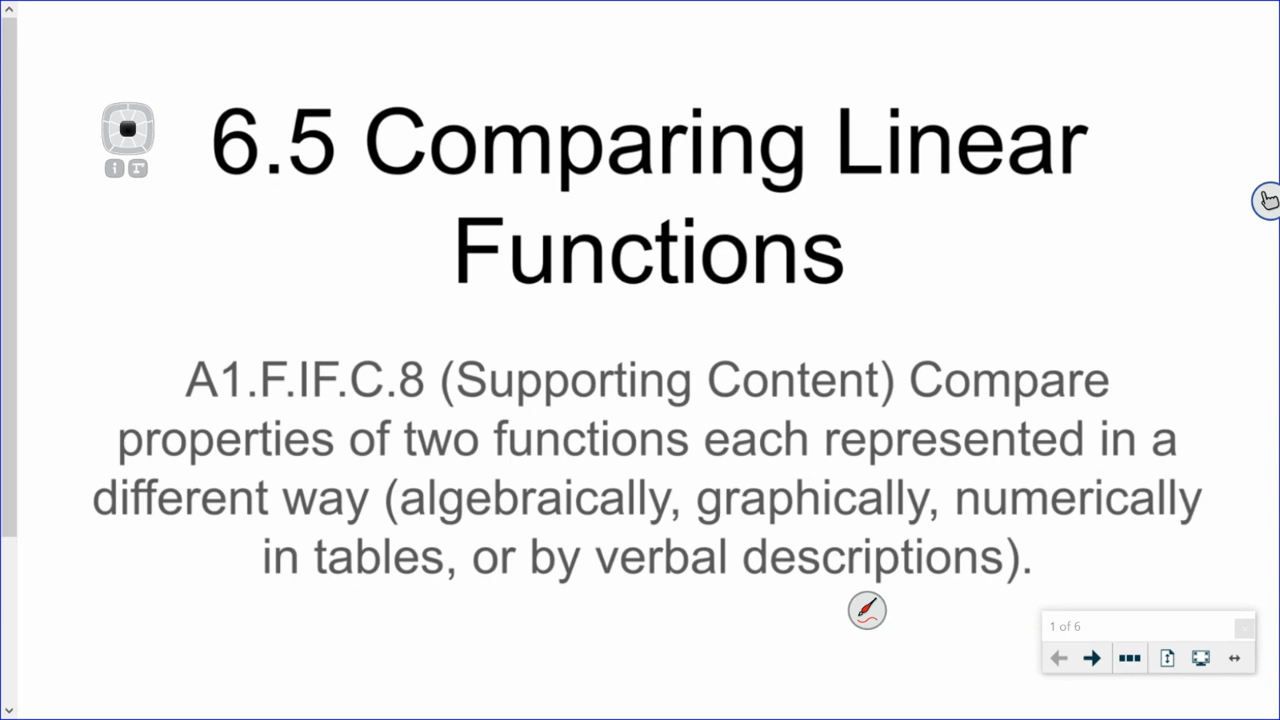 6.5 Comparing Linear
Functions
A1.F.IF.C.8 (Supporting Content) Compare
properties of two functions each represented in a
different way (algebraically, graphically, numerically
in tables, or by verbal descriptions).
1 of 6